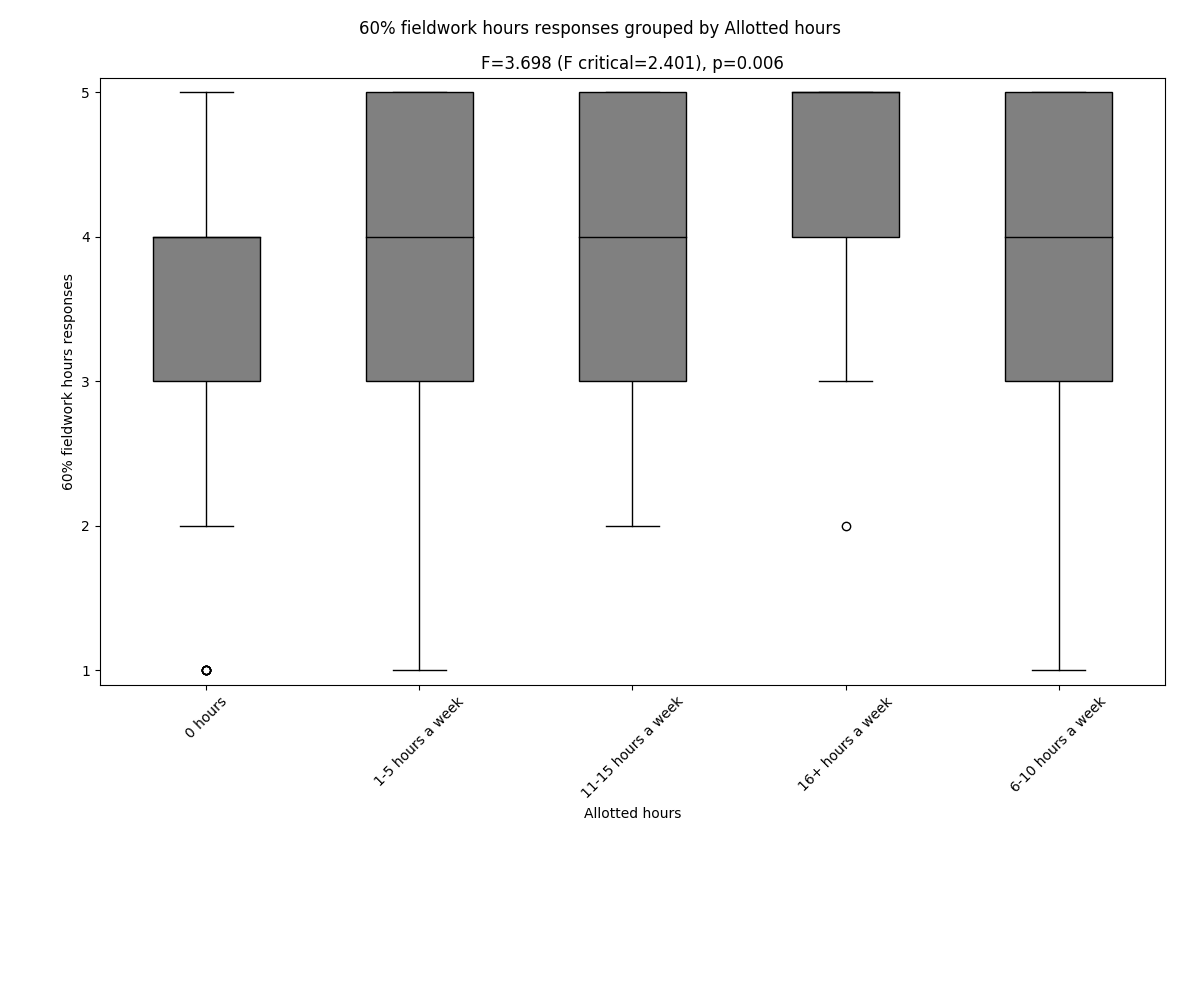 60% fieldwork hours responses grouped by Allotted hours
F=3.698 (F critical=2.401), p=0.006
60% fieldwork hours responses
5
4
3
2
1
0 hours
1-5 hours a week
11-15 hours a week
16+ hours a week
6-10 hours a week
Allotted hours